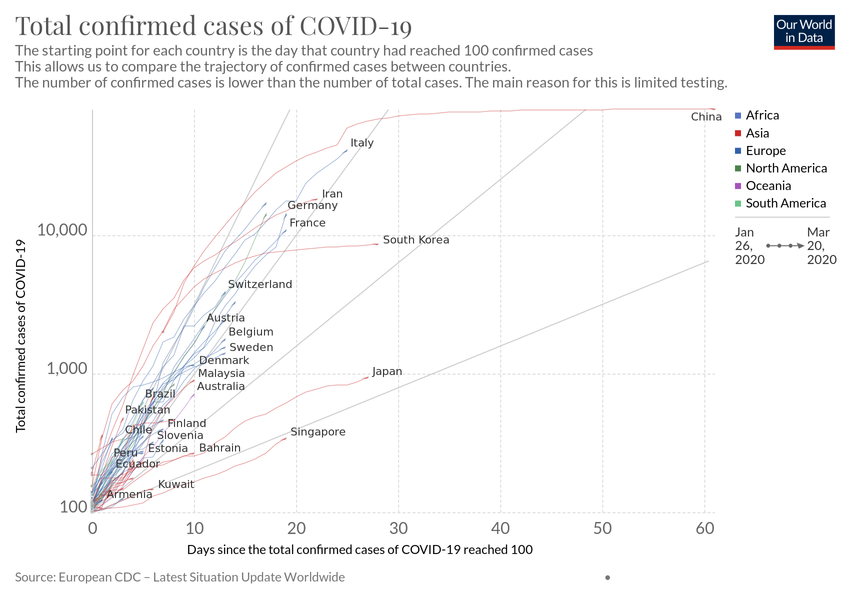 Total confirmed cases of COVID-19
Our World
in Data
The starting point for each country is the day that country had reached 100 confirmed cases
This allows us to compare the trajectory of confirmed cases between countries.
The number of confirmed cases is lower than the number of total cases. The main reason for this is limited testing.
China
Italy
Iran
Germany
France
South Korea
10,000
Switzerland
Austria
Belgium
Sweden
Denmark
1,000
Malaysia
Japan
Australia
Brazil
Pakistan
Finland
Chile
Slovenia
Singapore
Estonia
Bahrain
Peru
Ecuador
Kuwait
Armenia
100
0
10
20
30
40
50
60
Total confirmed cases of COVID-19
Days since the total confirmed cases of COVID-19 reached 100
Africa
Asia
Europe
North America
Oceania
South America
Jan
26,
2020
Mar
20,
2020
Source: European CDC – Latest Situation Update Worldwide